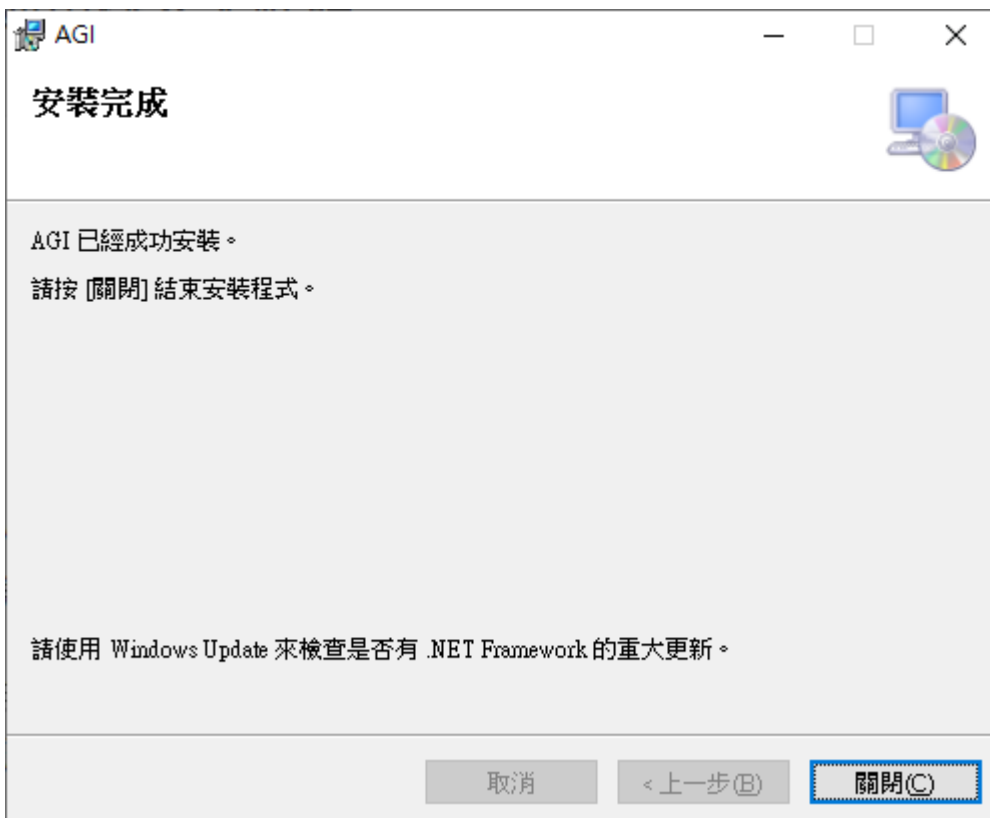 AGI
安裝完成
AGI 已經成功安裝。
請按 [關閉] 結束安裝程式。
請使用 Windows Update 來檢查是否有 .NET Framework 的重大更新。
取消
< 上一步(B)
關閉(C)